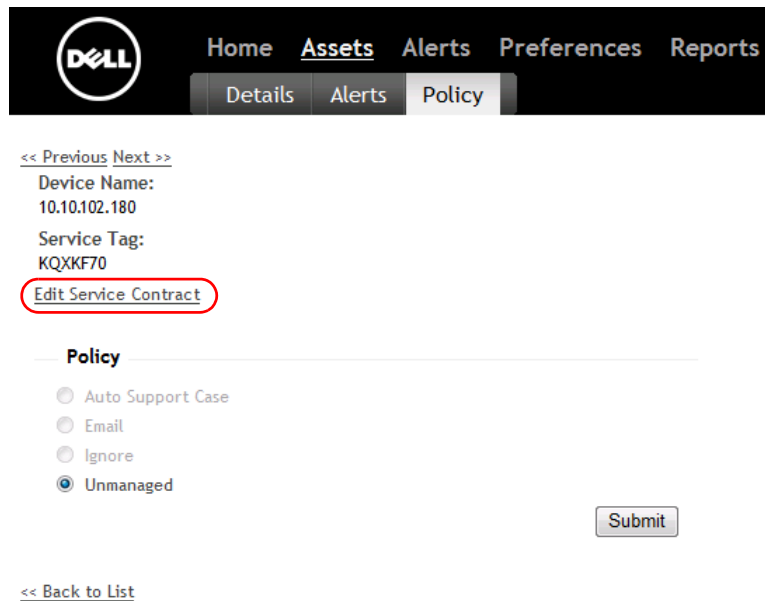 DELL
Home Assets Alerts Preferences Reports
Details Alerts Policy
<< Previous Next >>
Device Name:
10.10.102.180
Service Tag:
KQXKF70
Edit Service Contract
Policy
Auto Support Case
Email
Ignore
Unmanaged
Submit
<< Back to List